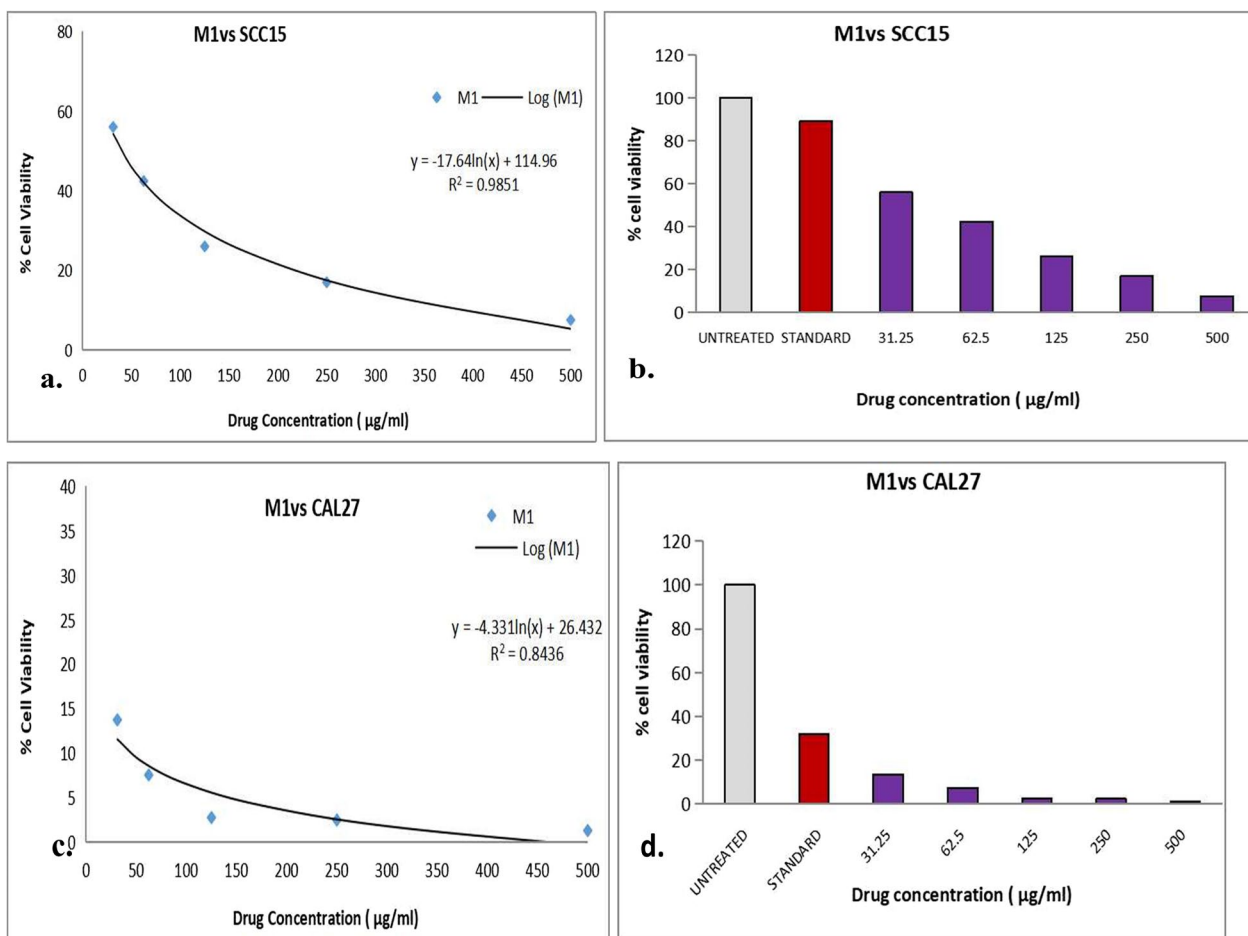 M1vs SCC15
80
60
40
20
0
% Cell Viability
M1
Log (M1)
y = -17.64ln(x) + 114.96
R² = 0.9851
0 50 100 150 200 250 300 350 400 450 500
Drug Concentration ( µg/ml)
a.
M1vs SCC15
120
100
80
60
40
20
0
% cell viability
UNTREATED STANDARD 31.25 62.5 125 250 500
Drug concentration ( µg/ml)
b.
M1vs CAL27
40
35
30
25
20
15
10
5
0
% Cell Viability
M1
Log (M1)
y = -4.331ln(x) + 26.432
R² = 0.8436
0 50 100 150 200 250 300 350 400 450 500
Drug Concentration ( µg/ml)
c.
M1vs CAL27
120
100
80
60
40
20
0
% cell viability
UNTREATED STANDARD 31.25 62.5 125 250 500
Drug concentration ( µg/ml)
d.